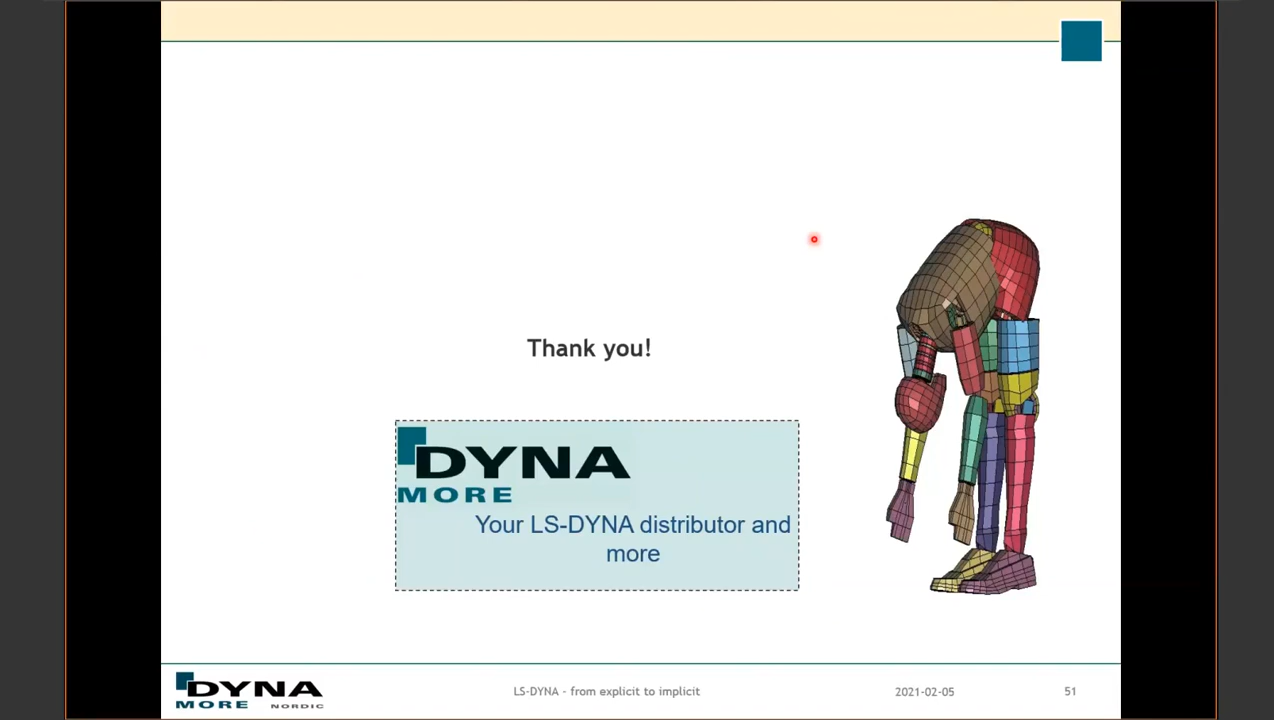 Thank you!
DYNA
MORE
Your LS-DYNA distributor and
more
DYNA
MORE NORDIC
LS-DYNA - from explicit to implicit
2021-02-05
51